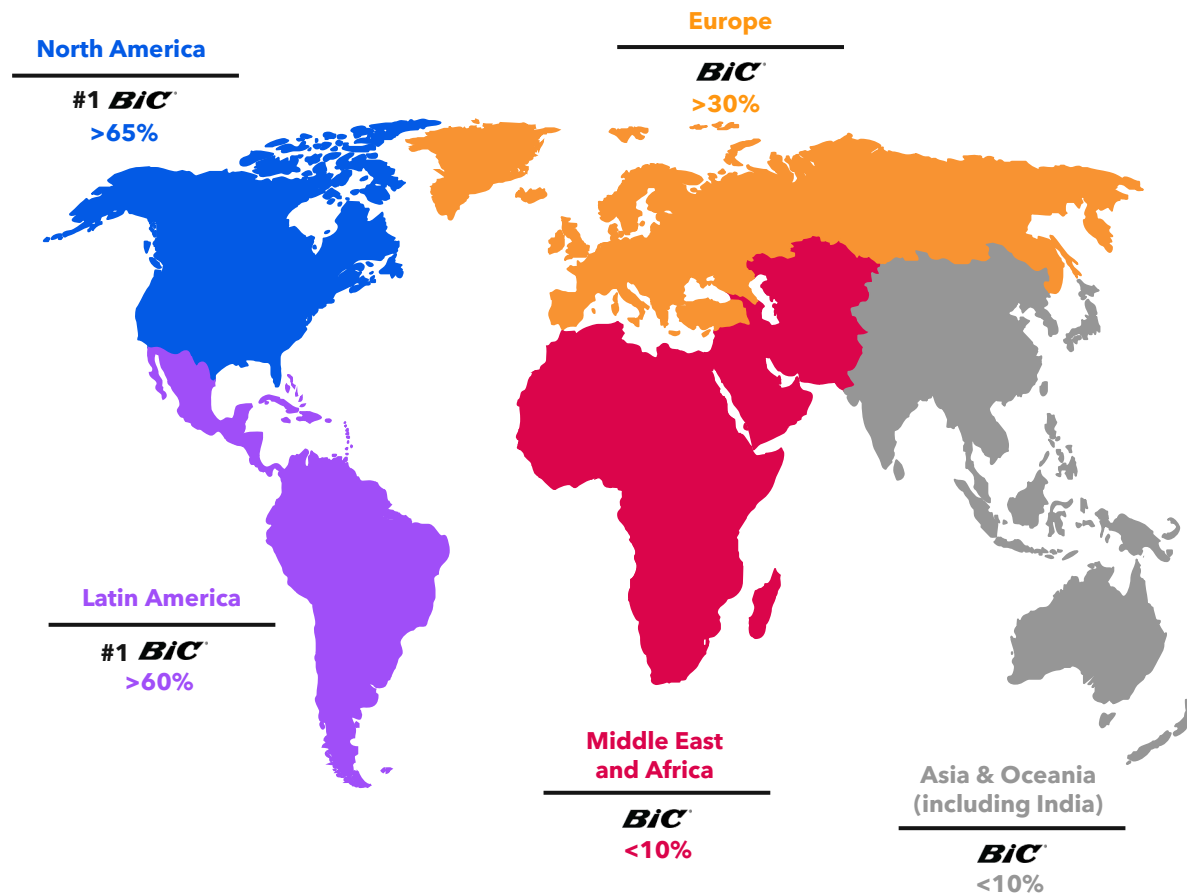 North America
#1 BiC®
>65%
Europe
BiC®
>30%
Latin America
#1 BiC®
>60%
Middle East
and Africa
BiC®
<10%
Asia & Oceania
(including India)
BiC®
<10%